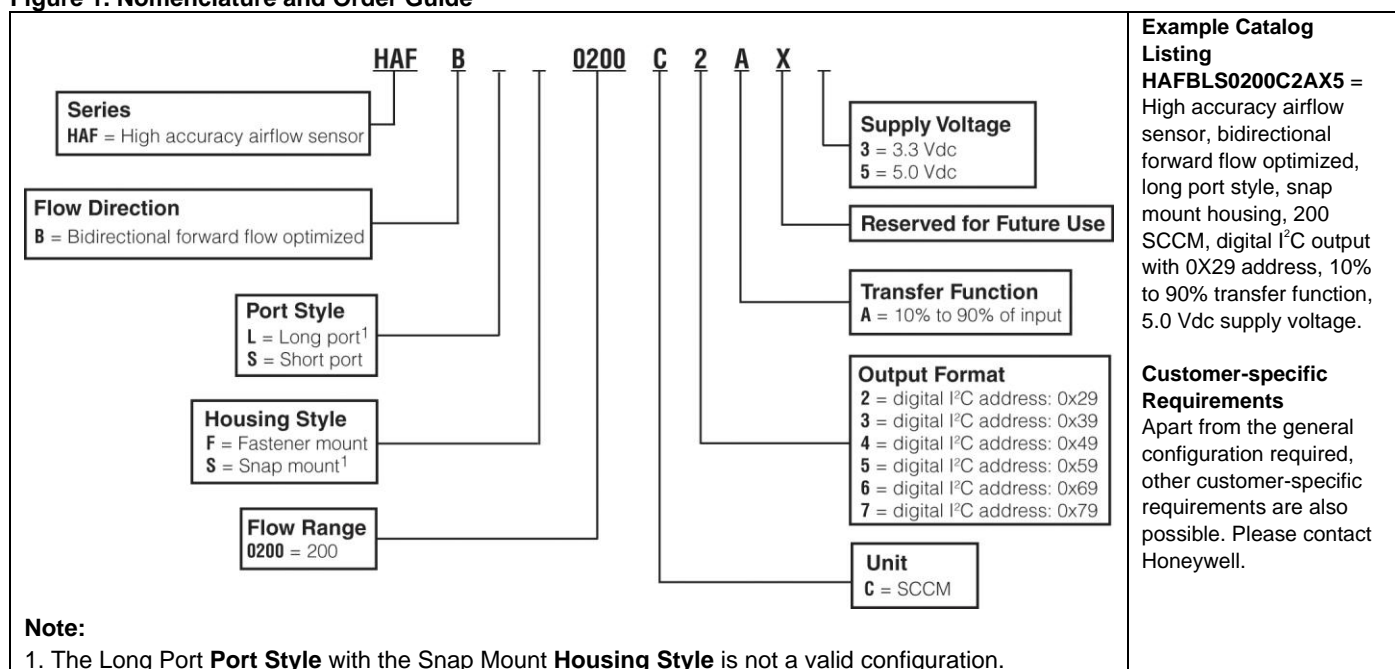 Figure 1. Nomenclature and Order Guide
HAF B _ _ 0200 C 2 A X _
Series
HAF = High accuracy airflow sensor
Flow Direction
B = Bidirectional forward flow optimized
Port Style
L = Long port¹
S = Short port
Housing Style
F = Fastener mount
S = Snap mount¹
Flow Range
0200 = 200
Supply Voltage
3 = 3.3 Vdc
5 = 5.0 Vdc
Reserved for Future Use
Transfer Function
A = 10% to 90% of input
Output Format
2 = digital I²C address: 0x29
3 = digital I²C address: 0x39
4 = digital I²C address: 0x49
5 = digital I²C address: 0x59
6 = digital I²C address: 0x69
7 = digital I²C address: 0x79
Unit
C = SCCM
Note:
1. The Long Port Port Style with the Snap Mount Housing Style is not a valid configuration.
Example Catalog
Listing
HAFBLS0200C2AX5 =
High accuracy airflow
sensor, bidirectional
forward flow optimized,
long port style, snap
mount housing, 200
SCCM, digital I²C output
with 0X29 address, 10%
to 90% transfer function,
5.0 Vdc supply voltage.
Customer-specific
Requirements
Apart from the general
configuration required,
other customer-specific
requirements are also
possible. Please contact
Honeywell.